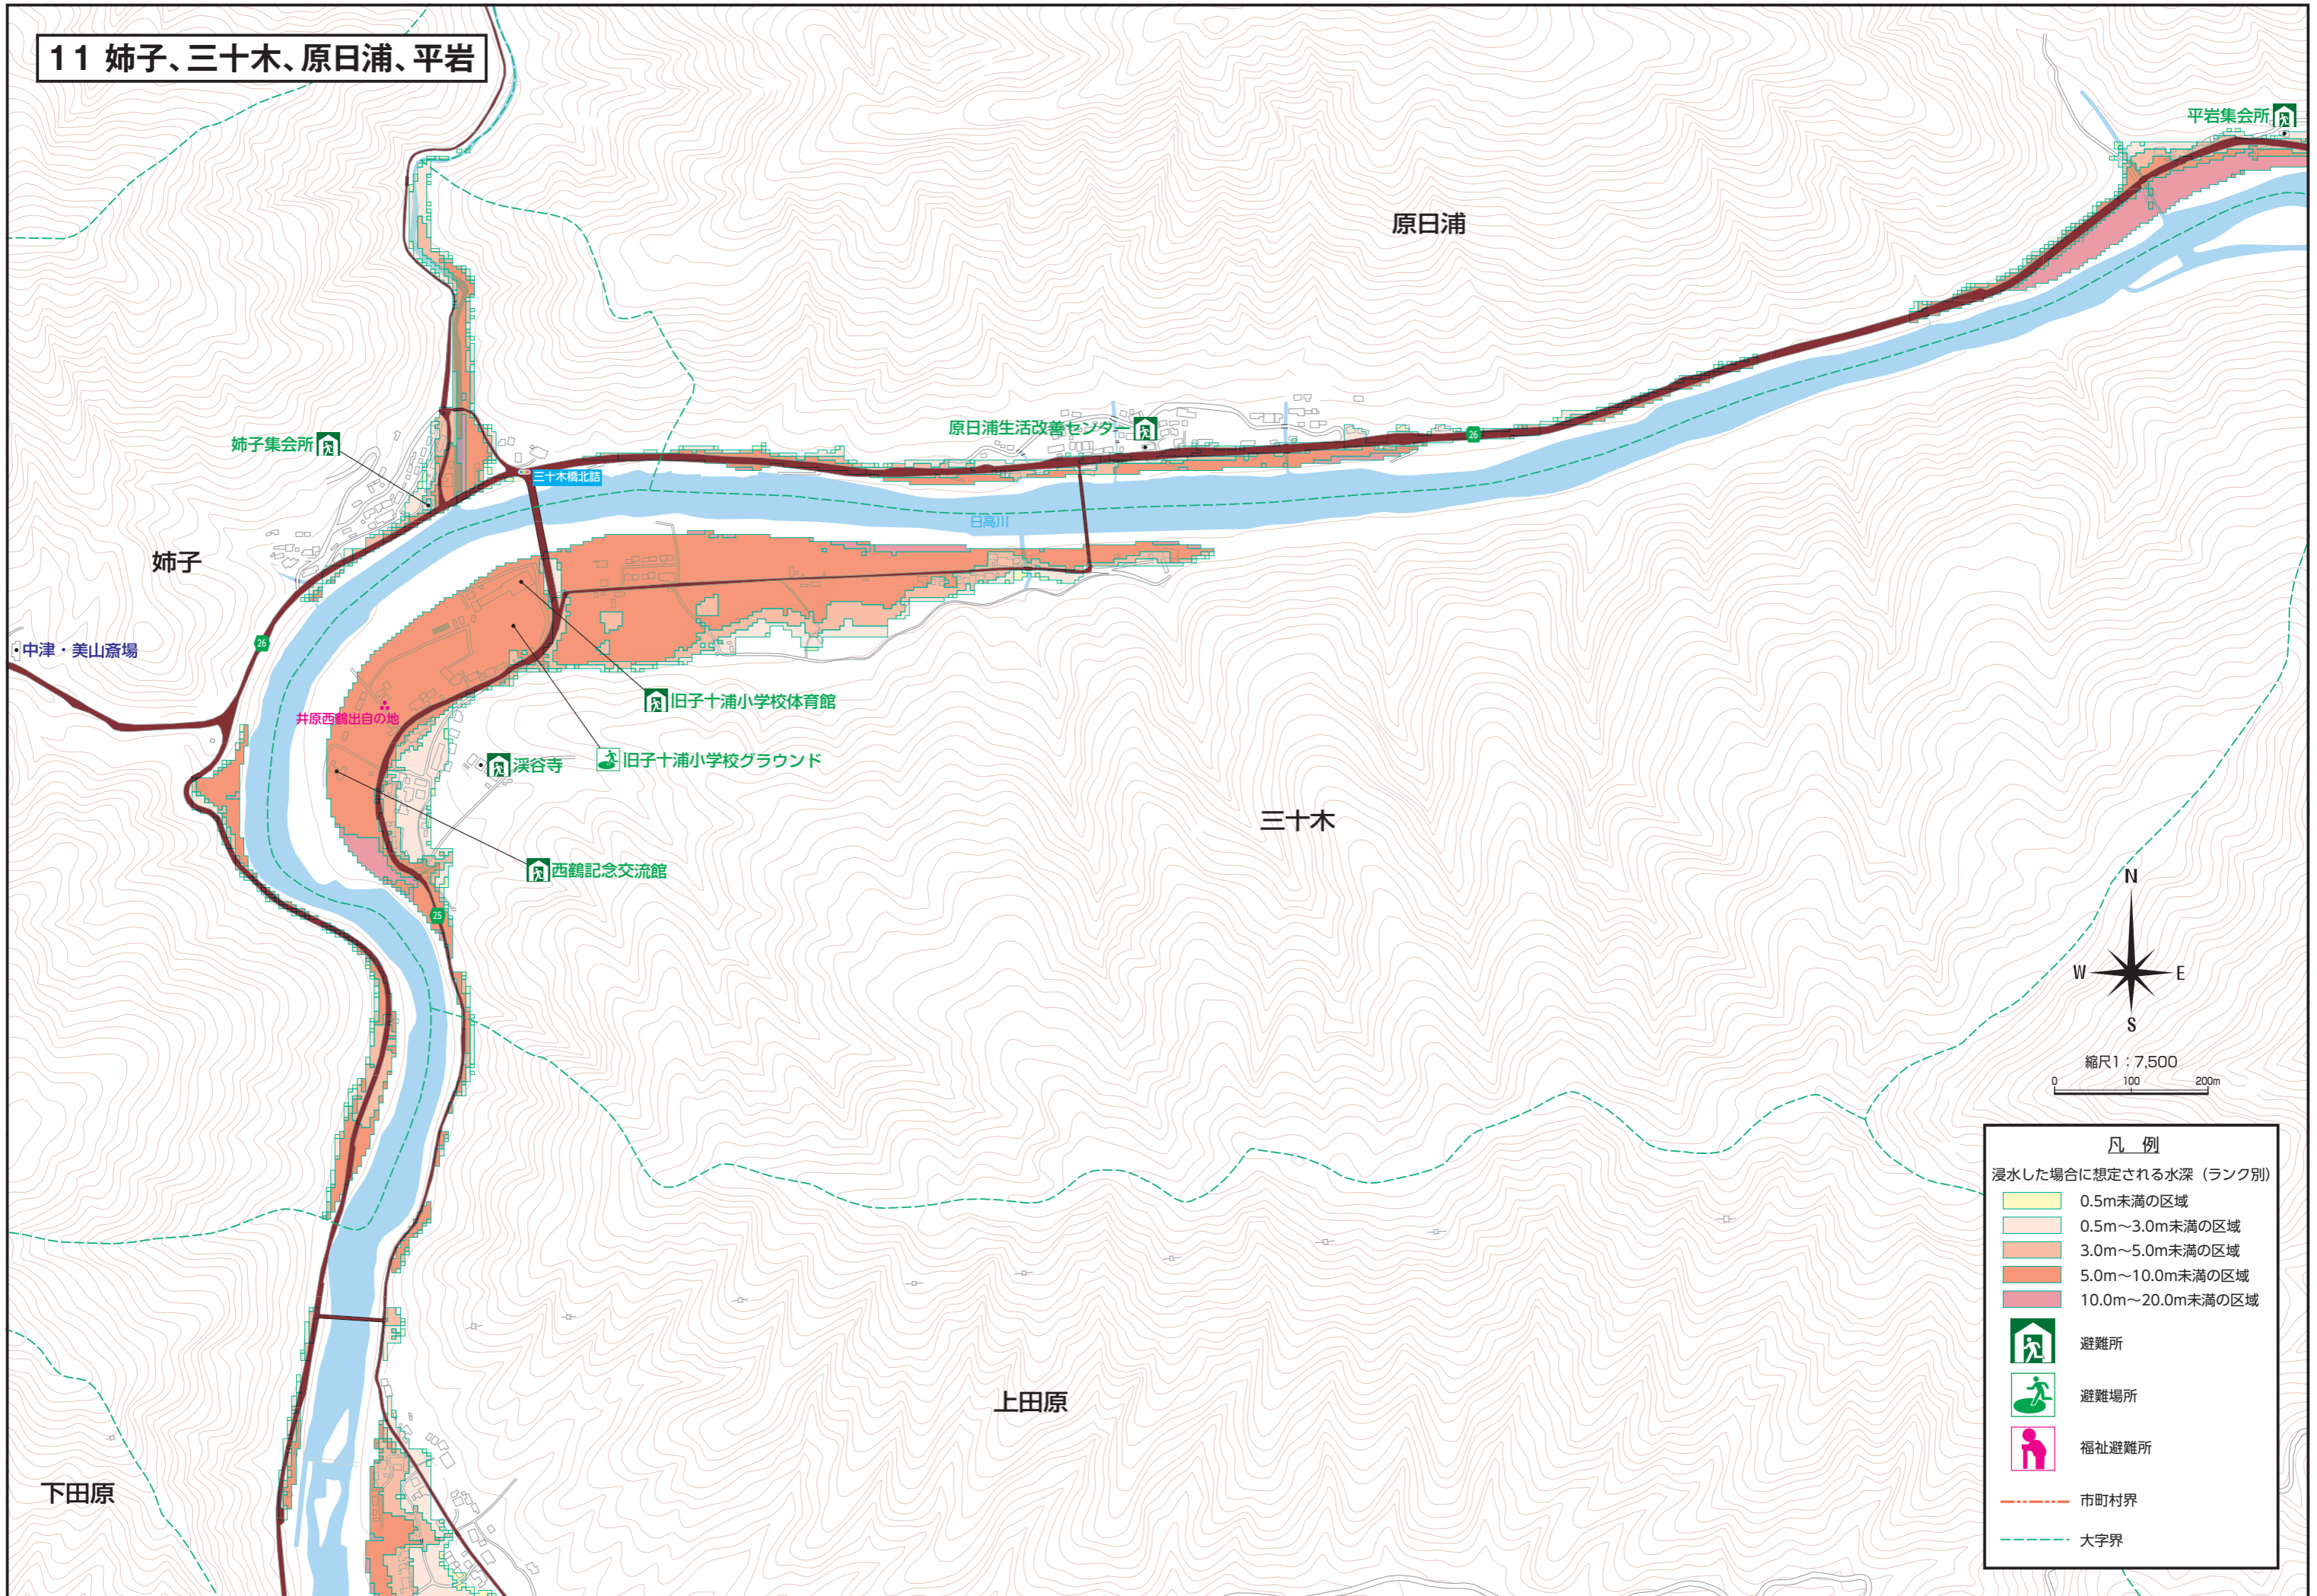 11 姉子、三十木、原日浦、平岩
平岩集会所
原日浦
原日浦生活改善センター
26
姉子集会所
三十木橋北詰
日高川
姉子
26
中津・美山斎場
旧子十浦小学校体育館
井原西鶴出自の地
旧子十浦小学校グラウンド
渓谷寺
三十木
西鶴記念交流館
25
N
W
E
S
縮尺1：7,500
0 100 200m
上田原
下田原
凡 例
浸水した場合に想定される水深（ランク別）
0.5m未満の区域
0.5m～3.0m未満の区域
3.0m～5.0m未満の区域
5.0m～10.0m未満の区域
10.0m～20.0m未満の区域
避難所
避難場所
福祉避難所
市町村界
大字界